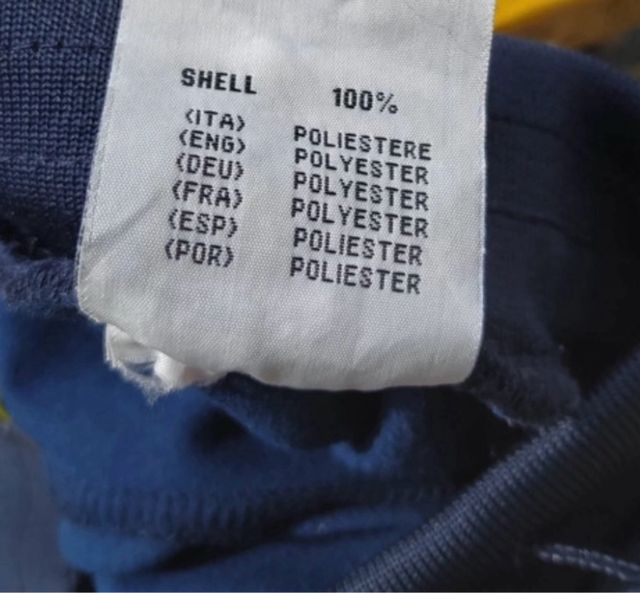 SHELL 100%
(ITA) POLIESTERE
(ENG) POLYESTER
(DEU) POLYESTER
(FRA) POLYESTER
(ESP) POLIESTER
(POR) POLIESTER